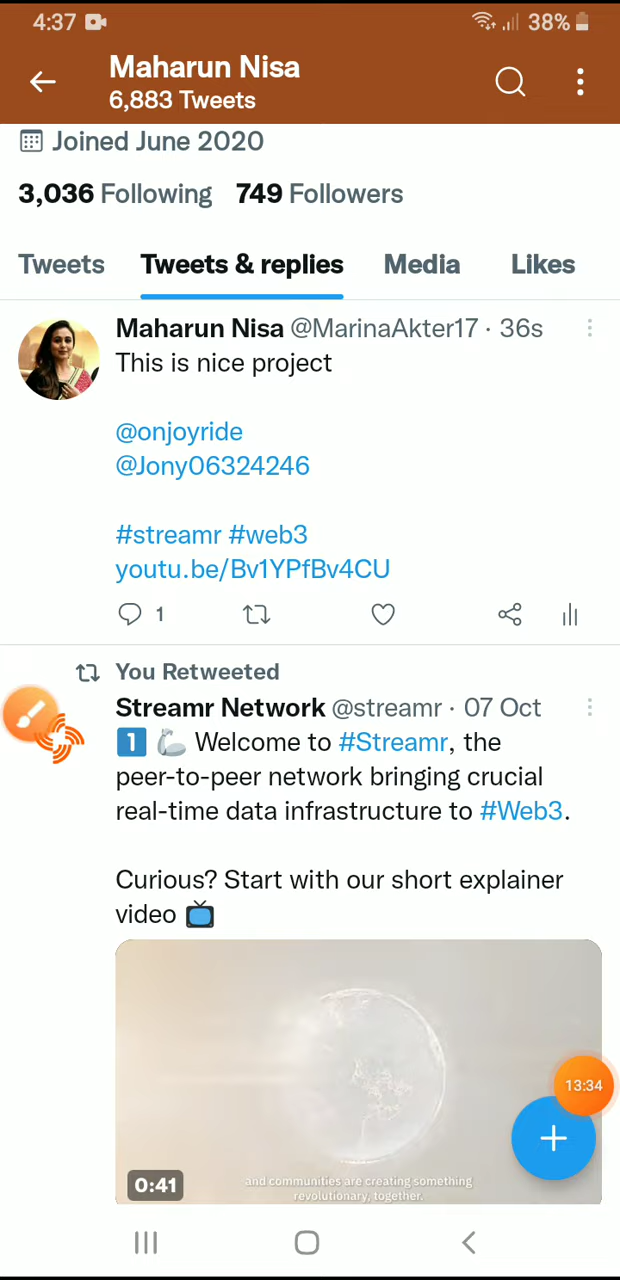 4:37 38%
Maharun Nisa
6,883 Tweets
Joined June 2020
3,036 Following 749 Followers
Tweets Tweets & replies Media Likes
Maharun Nisa @MarinaAkter17 · 36s
This is nice project
@onjoyride
@Jony06324246
#streamr #web3
youtu.be/Bv1YPfBv4CU
1
You Retweeted
Streamr Network @streamr · 07 Oct
1️⃣ 🦾 Welcome to #Streamr, the
peer-to-peer network bringing crucial
real-time data infrastructure to #Web3.
Curious? Start with our short explainer
video 📺
13:34
0:41
and communities are creating something
revolutionary, together.